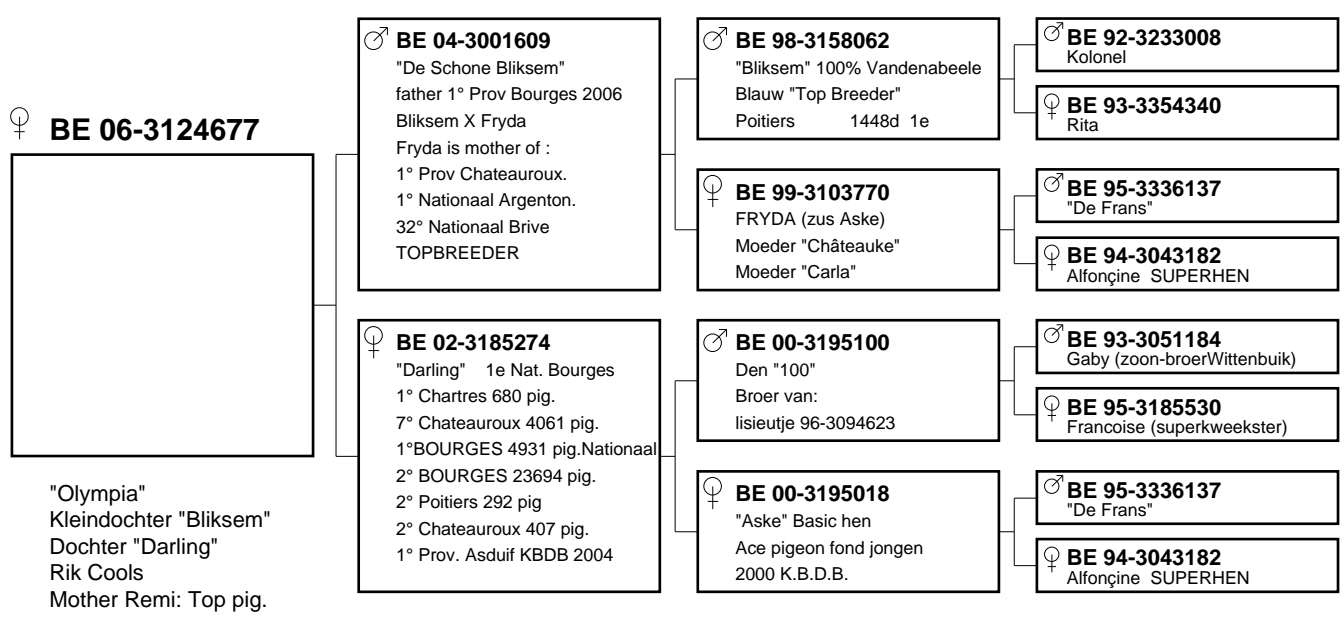 BE 06-3124677
"Olympia"
Kleindochter "Bliksem"
Dochter "Darling"
Rik Cools
Mother Remi: Top pig.
BE 04-3001609
"De Schone Bliksem"
father 1° Prov Bourges 2006
Bliksem X Fryda
Fryda is mother of :
1° Prov Chateauroux.
1° Nationaal Argenton.
32° Nationaal Brive
TOPBREEDER
BE 02-3185274
"Darling" 1e Nat. Bourges
1° Chartres 680 pig.
7° Chateauroux 4061 pig.
1°BOURGES 4931 pig.Nationaal
2° BOURGES 23694 pig.
2° Poitiers 292 pig
2° Chateauroux 407 pig.
1° Prov. Asduif KBDB 2004
BE 98-3158062
"Bliksem" 100% Vandenabeele
Blauw "Top Breeder"
Poitiers 1448d 1e
BE 99-3103770
FRYDA (zus Aske)
Moeder "Châteauke"
Moeder "Carla"
BE 00-3195100
Den "100"
Broer van:
lisieutje 96-3094623
BE 00-3195018
"Aske" Basic hen
Ace pigeon fond jongen
2000 K.B.D.B.
BE 92-3233008
Kolonel
BE 93-3354340
Rita
BE 95-3336137
"De Frans"
BE 94-3043182
Alfonçine SUPERHEN
BE 93-3051184
Gaby (zoon-broerWittenbuik)
BE 95-3185530
Francoise (superkweekster)
BE 95-3336137
"De Frans"
BE 94-3043182
Alfonçine SUPERHEN